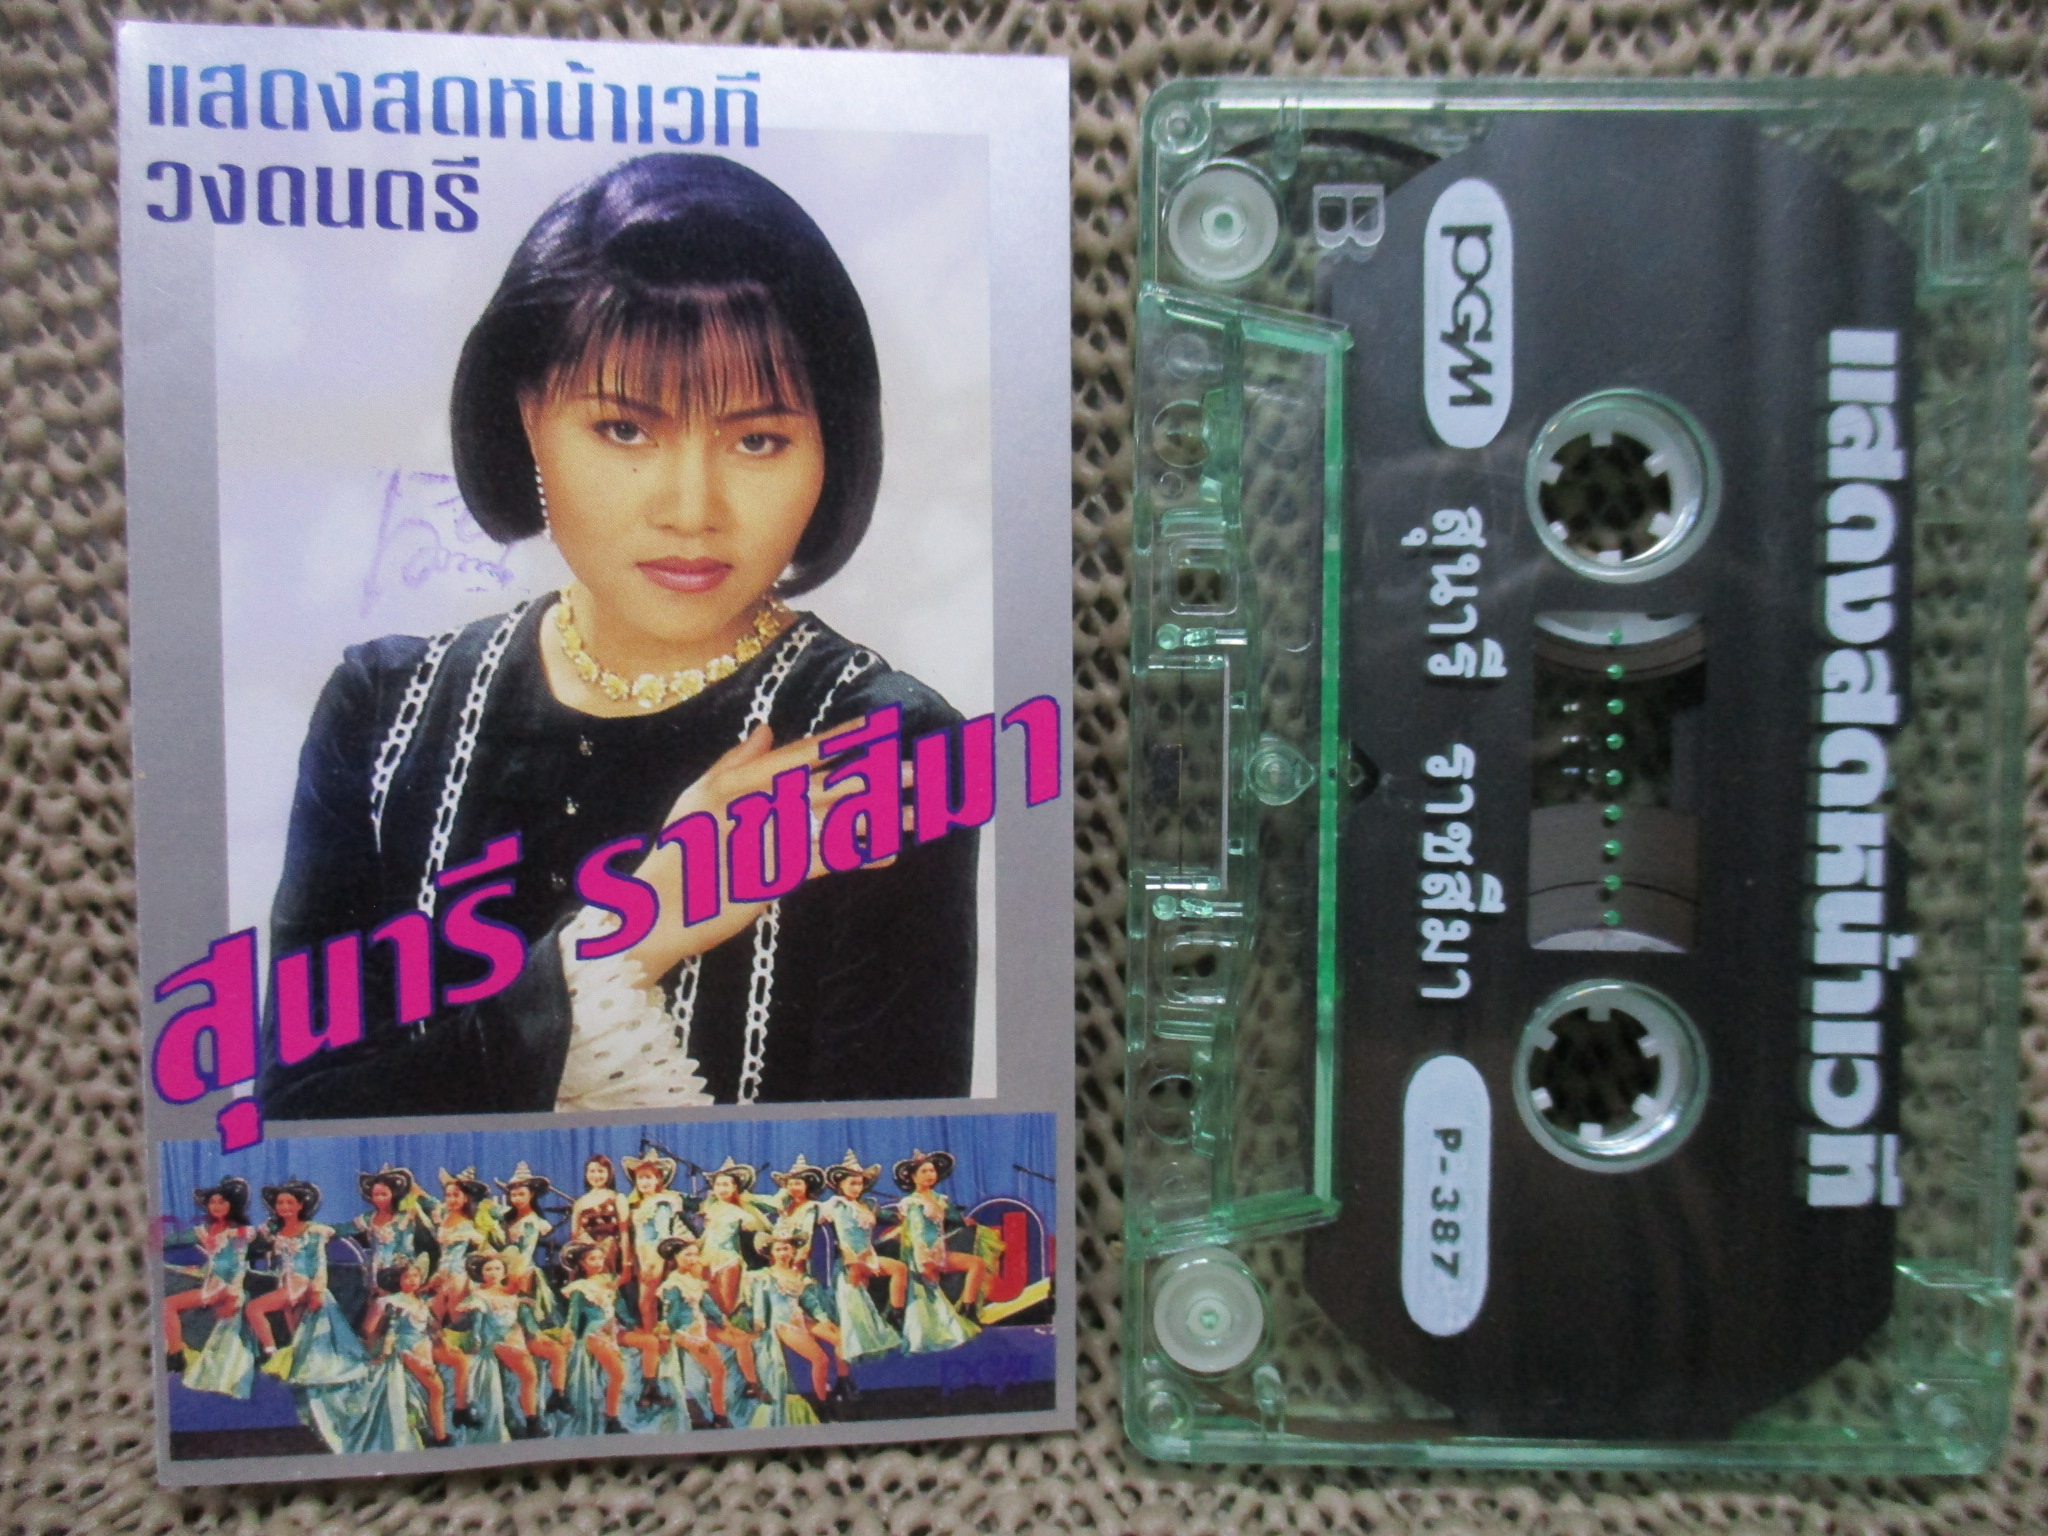 แสดงสดหน้าเวที
วงดนตรี
สุนารี ราชสีมา
B
PGM
สุนารี ราชสีมา
P-387
แสดงสดหน้าเวที